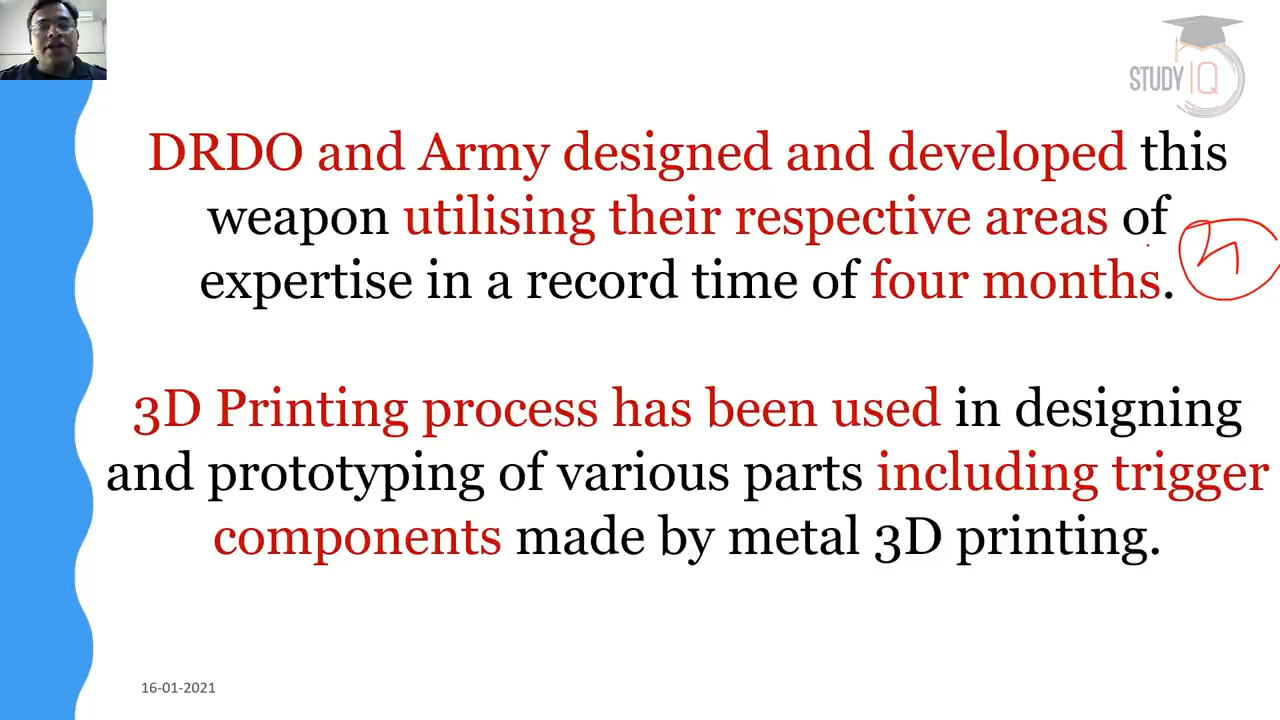 STUDY IQ
DRDO and Army designed and developed this
weapon utilising their respective areas of
expertise in a record time of four months.
4
3D Printing process has been used in designing
and prototyping of various parts including trigger
components made by metal 3D printing.
16-01-2021